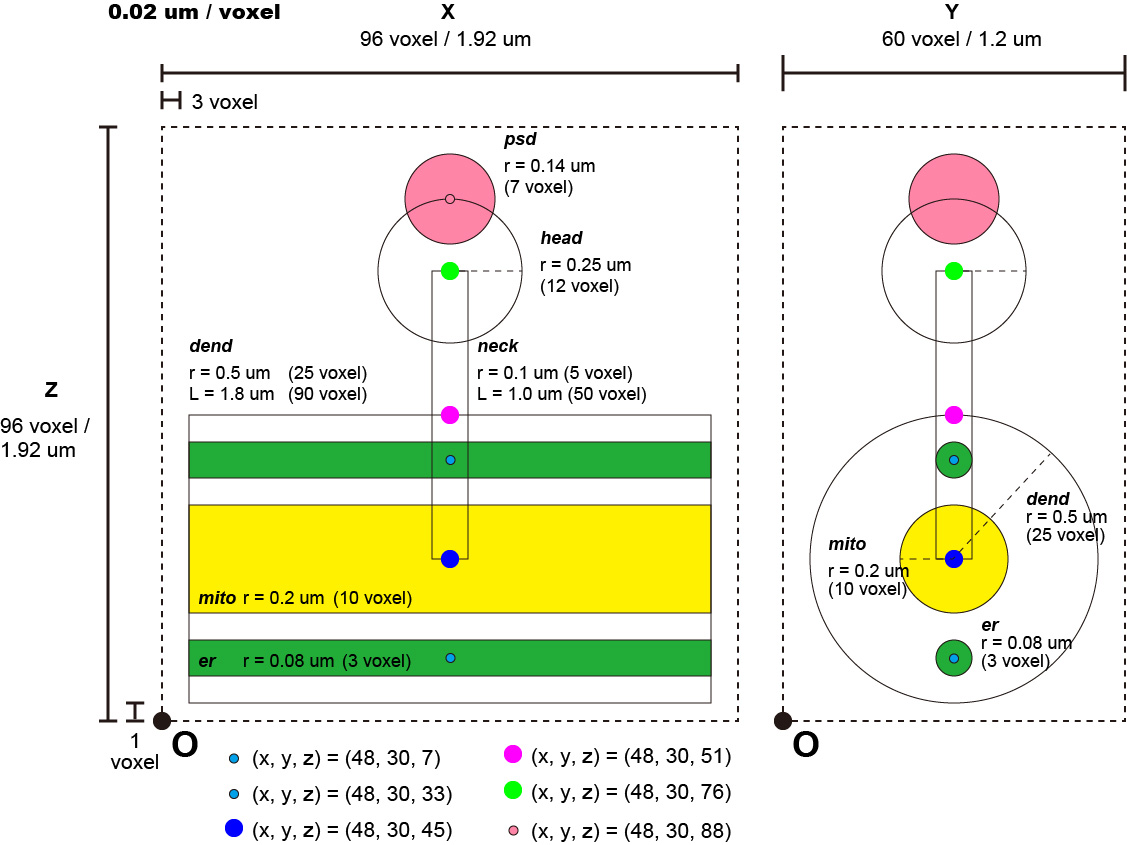 0.02 um / voxel
X
Y
96 voxel / 1.92 um
60 voxel / 1.2 um
3 voxel
psd
r = 0.14 um
(7 voxel)
head
r = 0.25 um
(12 voxel)
dend
r = 0.5 um (25 voxel)
L = 1.8 um (90 voxel)
neck
r = 0.1 um (5 voxel)
L = 1.0 um (50 voxel)
Z
96 voxel /
1.92 um
mito r = 0.2 um (10 voxel)
er r = 0.08 um (3 voxel)
dend
r = 0.5 um
(25 voxel)
mito
r = 0.2 um
(10 voxel)
er
r = 0.08 um
(3 voxel)
1
voxel
O
O
(x, y, z) = (48, 30, 7)
(x, y, z) = (48, 30, 33)
(x, y, z) = (48, 30, 45)
(x, y, z) = (48, 30, 51)
(x, y, z) = (48, 30, 76)
(x, y, z) = (48, 30, 88)